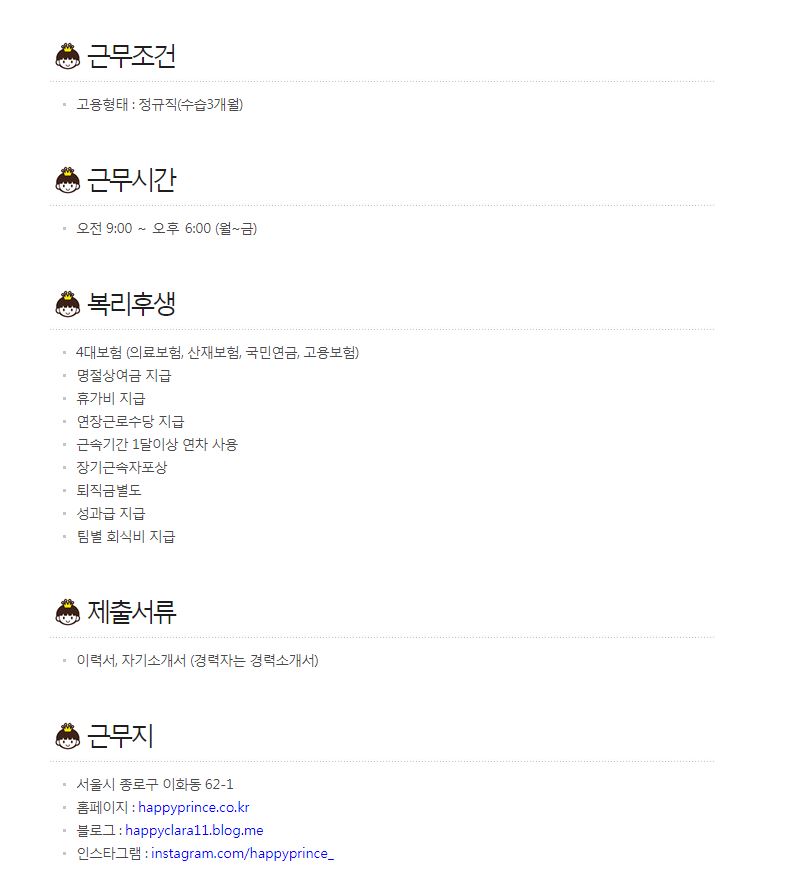 근무조건
고용형태 : 정규직(수습3개월)
근무시간
오전 9:00 ~ 오후 6:00 (월~금)
복리후생
4대보험 (의료보험, 산재보험, 국민연금, 고용보험)
명절상여금 지급
휴가비 지급
연장근로수당 지급
근속기간 1달이상 연차 사용
장기근속자포상
퇴직금별도
성과급 지급
팀별 회식비 지급
제출서류
이력서, 자기소개서 (경력자는 경력소개서)
근무지
서울시 종로구 이화동 62-1
홈페이지 : happyprince.co.kr
블로그 : happyclara11.blog.me
인스타그램 : instagram.com/happyprince_